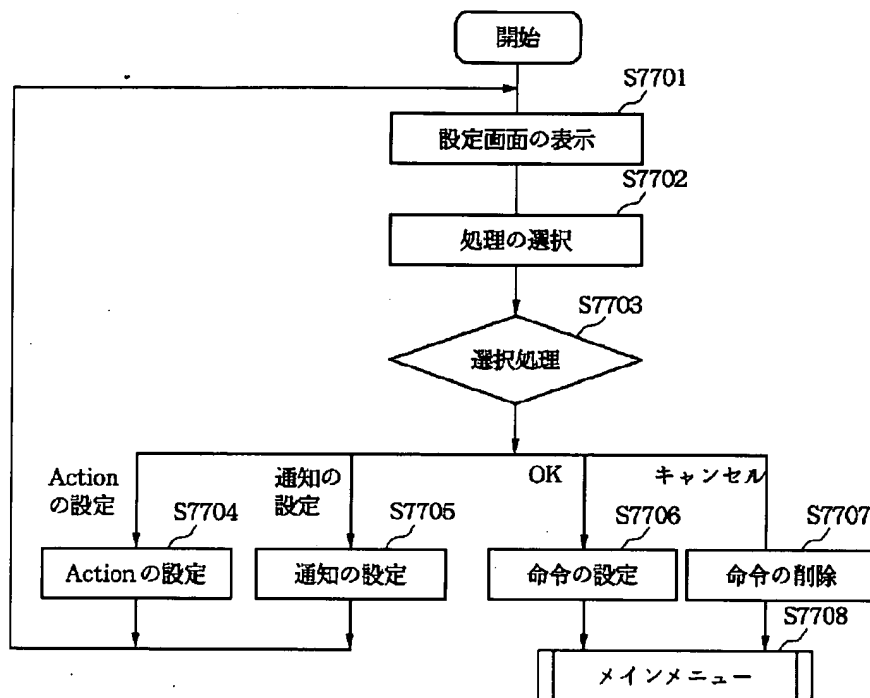 開始
S7701
設定画面の表示
S7702
処理の選択
S7703
選択処理
Action
の設定
通知の
設定
OK
キャンセル
S7704
S7705
S7706
S7707
Actionの設定
通知の設定
命令の設定
命令の削除
S7708
メインメニュー